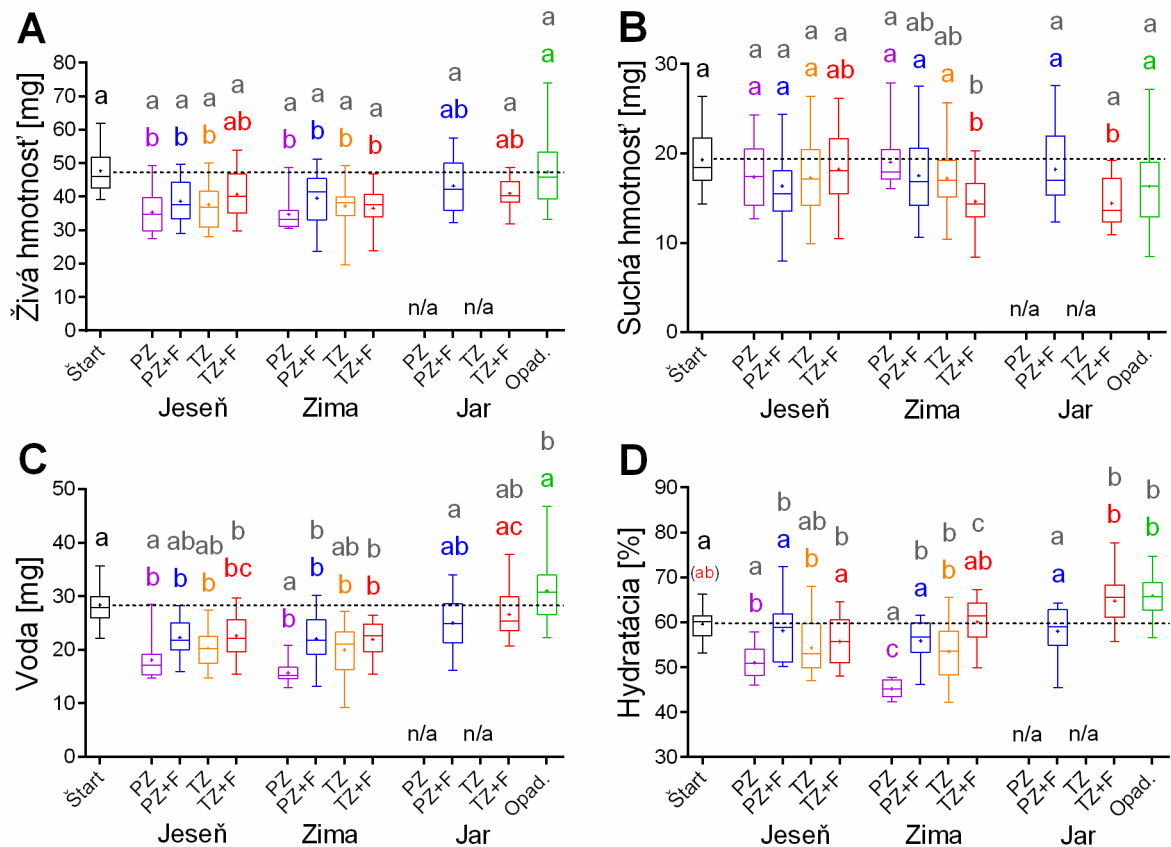 A
Živá hmotnosť [mg]
80
70
60
50
40
30
20
10
0
a
a a a a
b b b ab
a a a a
b b b b
a a
ab ab
a
a
n/a n/a
Štart PZ PZ+F TZ TZ+F PZ PZ+F TZ TZ+F PZ PZ+F TZ TZ+F Opad.
Jeseň Zima Jar
B
Suchá hmotnosť [mg]
30
20
10
0
a
a a a a
a a a ab
a ab ab b
a a a b
a a
a b
a
a
n/a n/a
Štart PZ PZ+F TZ TZ+F PZ PZ+F TZ TZ+F PZ PZ+F TZ TZ+F Opad.
Jeseň Zima Jar
C
Voda [mg]
50
40
30
20
10
0
a
a ab ab b
b b b bc
a b ab b
b b b b
a ab
ab ac
b
a
n/a n/a
Štart PZ PZ+F TZ TZ+F PZ PZ+F TZ TZ+F PZ PZ+F TZ TZ+F Opad.
Jeseň Zima Jar
D
Hydratácia [%]
90
80
70
60
50
40
30
a
(ab)
a b ab b
b a b a
a b b c
c a b ab
a b
a b
b
b
n/a n/a
Štart PZ PZ+F TZ TZ+F PZ PZ+F TZ TZ+F PZ PZ+F TZ TZ+F Opad.
Jeseň Zima Jar